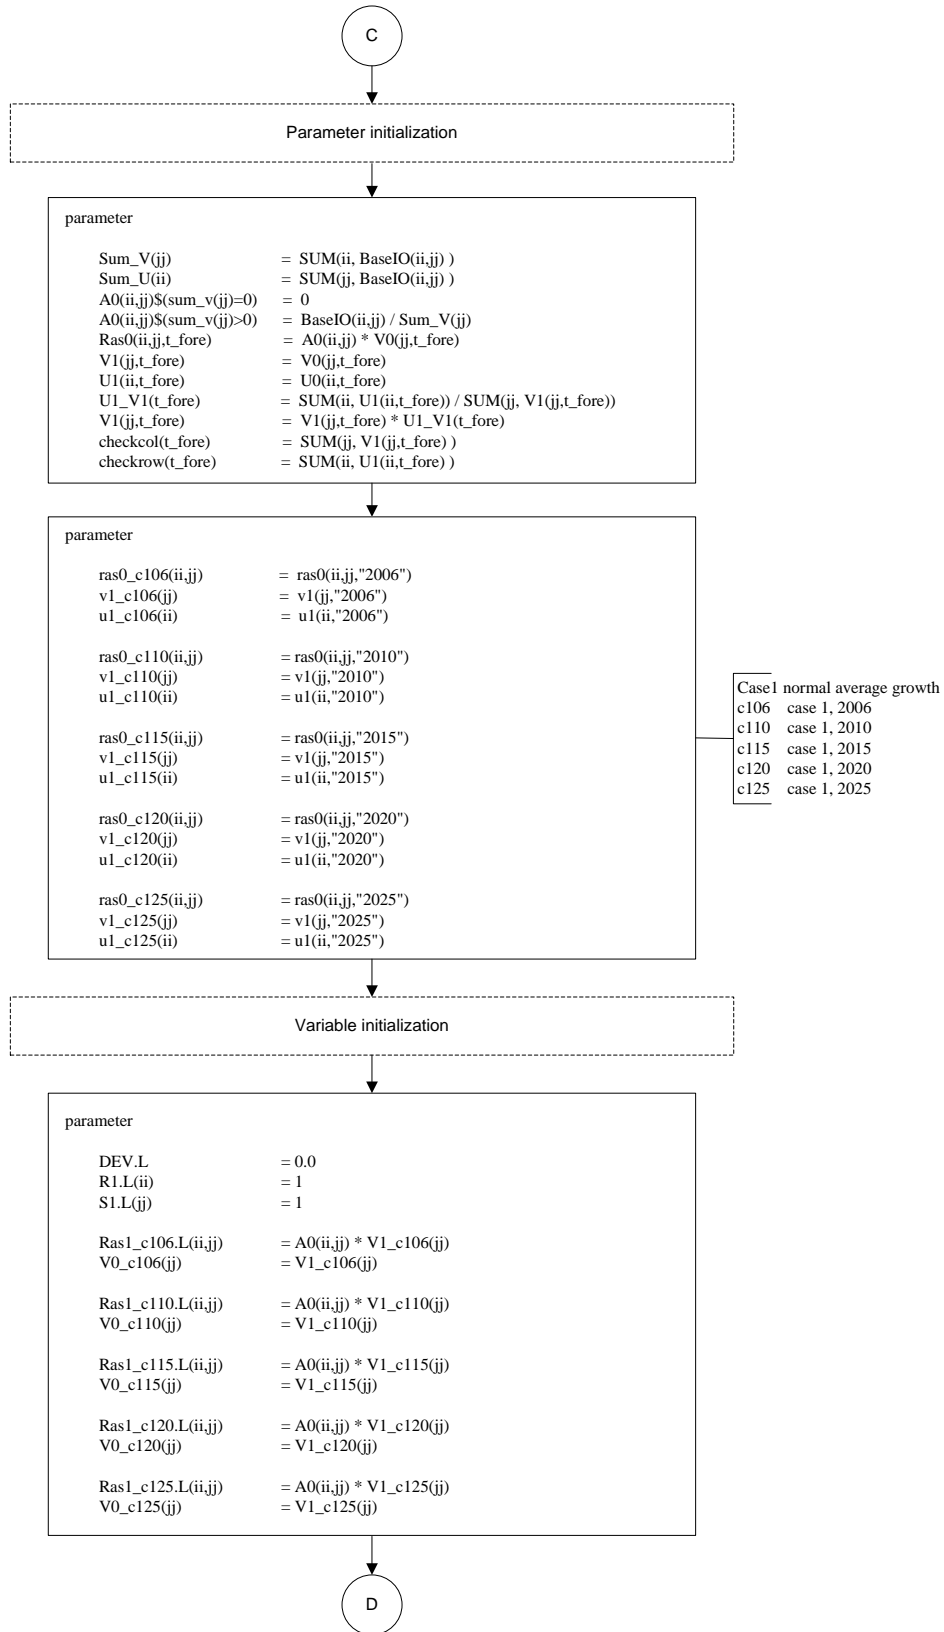 C
Parameter initialization
parameter
Sum_V(jj) = SUM(ii, BaseIO(ii,jj) )
Sum_U(ii) = SUM(jj, BaseIO(ii,jj) )
A0(ii,jj)$(sum_v(jj)=0) = 0
A0(ii,jj)$(sum_v(jj)>0) = BaseIO(ii,jj) / Sum_V(jj)
Ras0(ii,jj,t_fore) = A0(ii,jj) * V0(jj,t_fore)
V1(jj,t_fore) = V0(jj,t_fore)
U1(ii,t_fore) = U0(ii,t_fore)
U1_V1(t_fore) = SUM(ii, U1(ii,t_fore)) / SUM(jj, V1(jj,t_fore))
V1(jj,t_fore) = V1(jj,t_fore) * U1_V1(t_fore)
checkcol(t_fore) = SUM(jj, V1(jj,t_fore) )
checkrow(t_fore) = SUM(ii, U1(ii,t_fore) )
parameter
ras0_c106(ii,jj) = ras0(ii,jj,"2006")
v1_c106(jj) = v1(jj,"2006")
u1_c106(ii) = u1(ii,"2006")
ras0_c110(ii,jj) = ras0(ii,jj,"2010")
v1_c110(jj) = v1(jj,"2010")
u1_c110(ii) = u1(ii,"2010")
ras0_c115(ii,jj) = ras0(ii,jj,"2015")
v1_c115(jj) = v1(jj,"2015")
u1_c115(ii) = u1(ii,"2015")
ras0_c120(ii,jj) = ras0(ii,jj,"2020")
v1_c120(jj) = v1(jj,"2020")
u1_c120(ii) = u1(ii,"2020")
ras0_c125(ii,jj) = ras0(ii,jj,"2025")
v1_c125(jj) = v1(jj,"2025")
u1_c125(ii) = u1(ii,"2025")
Case1 normal average growth
c106 case 1, 2006
c110 case 1, 2010
c115 case 1, 2015
c120 case 1, 2020
c125 case 1, 2025
Variable initialization
parameter
DEV.L = 0.0
R1.L(ii) = 1
S1.L(jj) = 1
Ras1_c106.L(ii,jj) = A0(ii,jj) * V1_c106(jj)
V0_c106(jj) = V1_c106(jj)
Ras1_c110.L(ii,jj) = A0(ii,jj) * V1_c110(jj)
V0_c110(jj) = V1_c110(jj)
Ras1_c115.L(ii,jj) = A0(ii,jj) * V1_c115(jj)
V0_c115(jj) = V1_c115(jj)
Ras1_c120.L(ii,jj) = A0(ii,jj) * V1_c120(jj)
V0_c120(jj) = V1_c120(jj)
Ras1_c125.L(ii,jj) = A0(ii,jj) * V1_c125(jj)
V0_c125(jj) = V1_c125(jj)
D